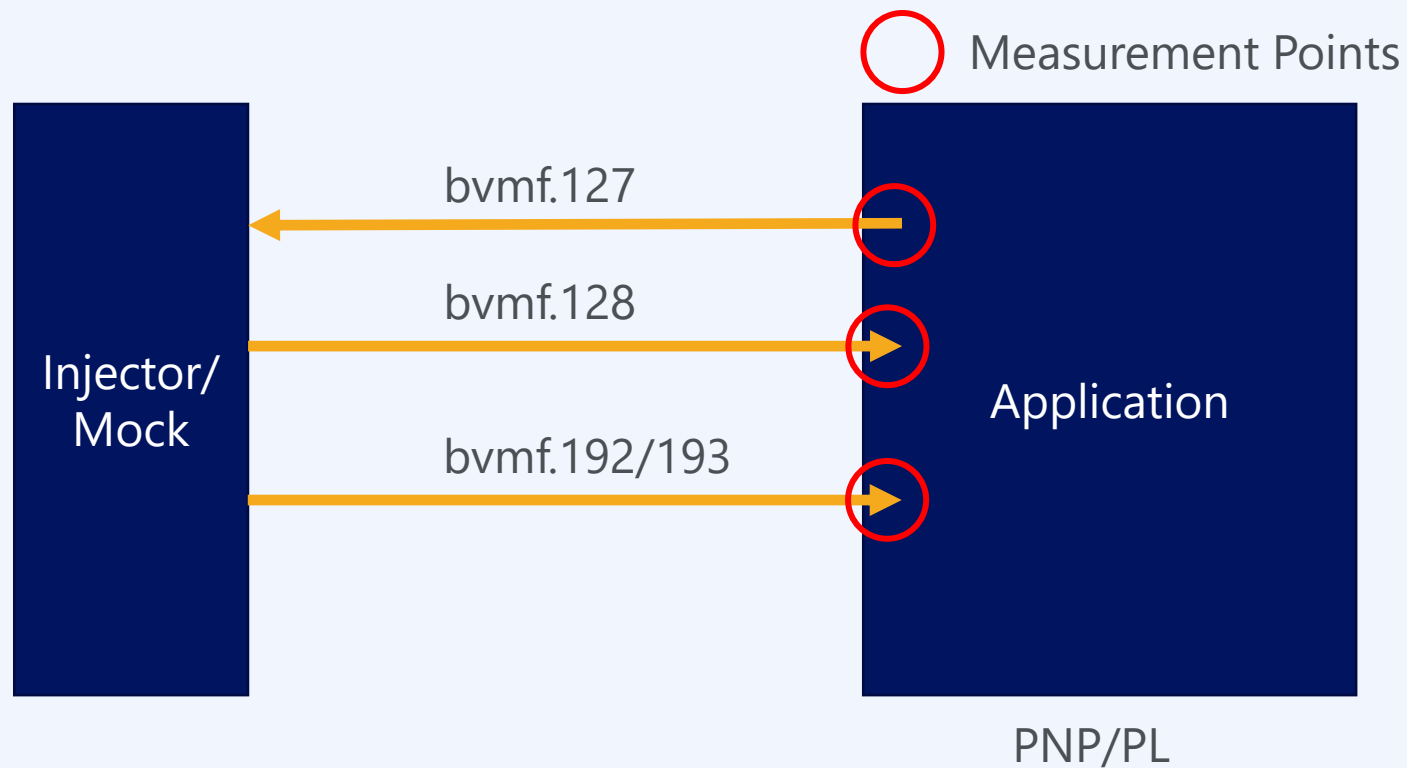 Measurement Points
bvmf.127
bvmf.128
Injector/
Mock
Application
bvmf.192/193
PNP/PL